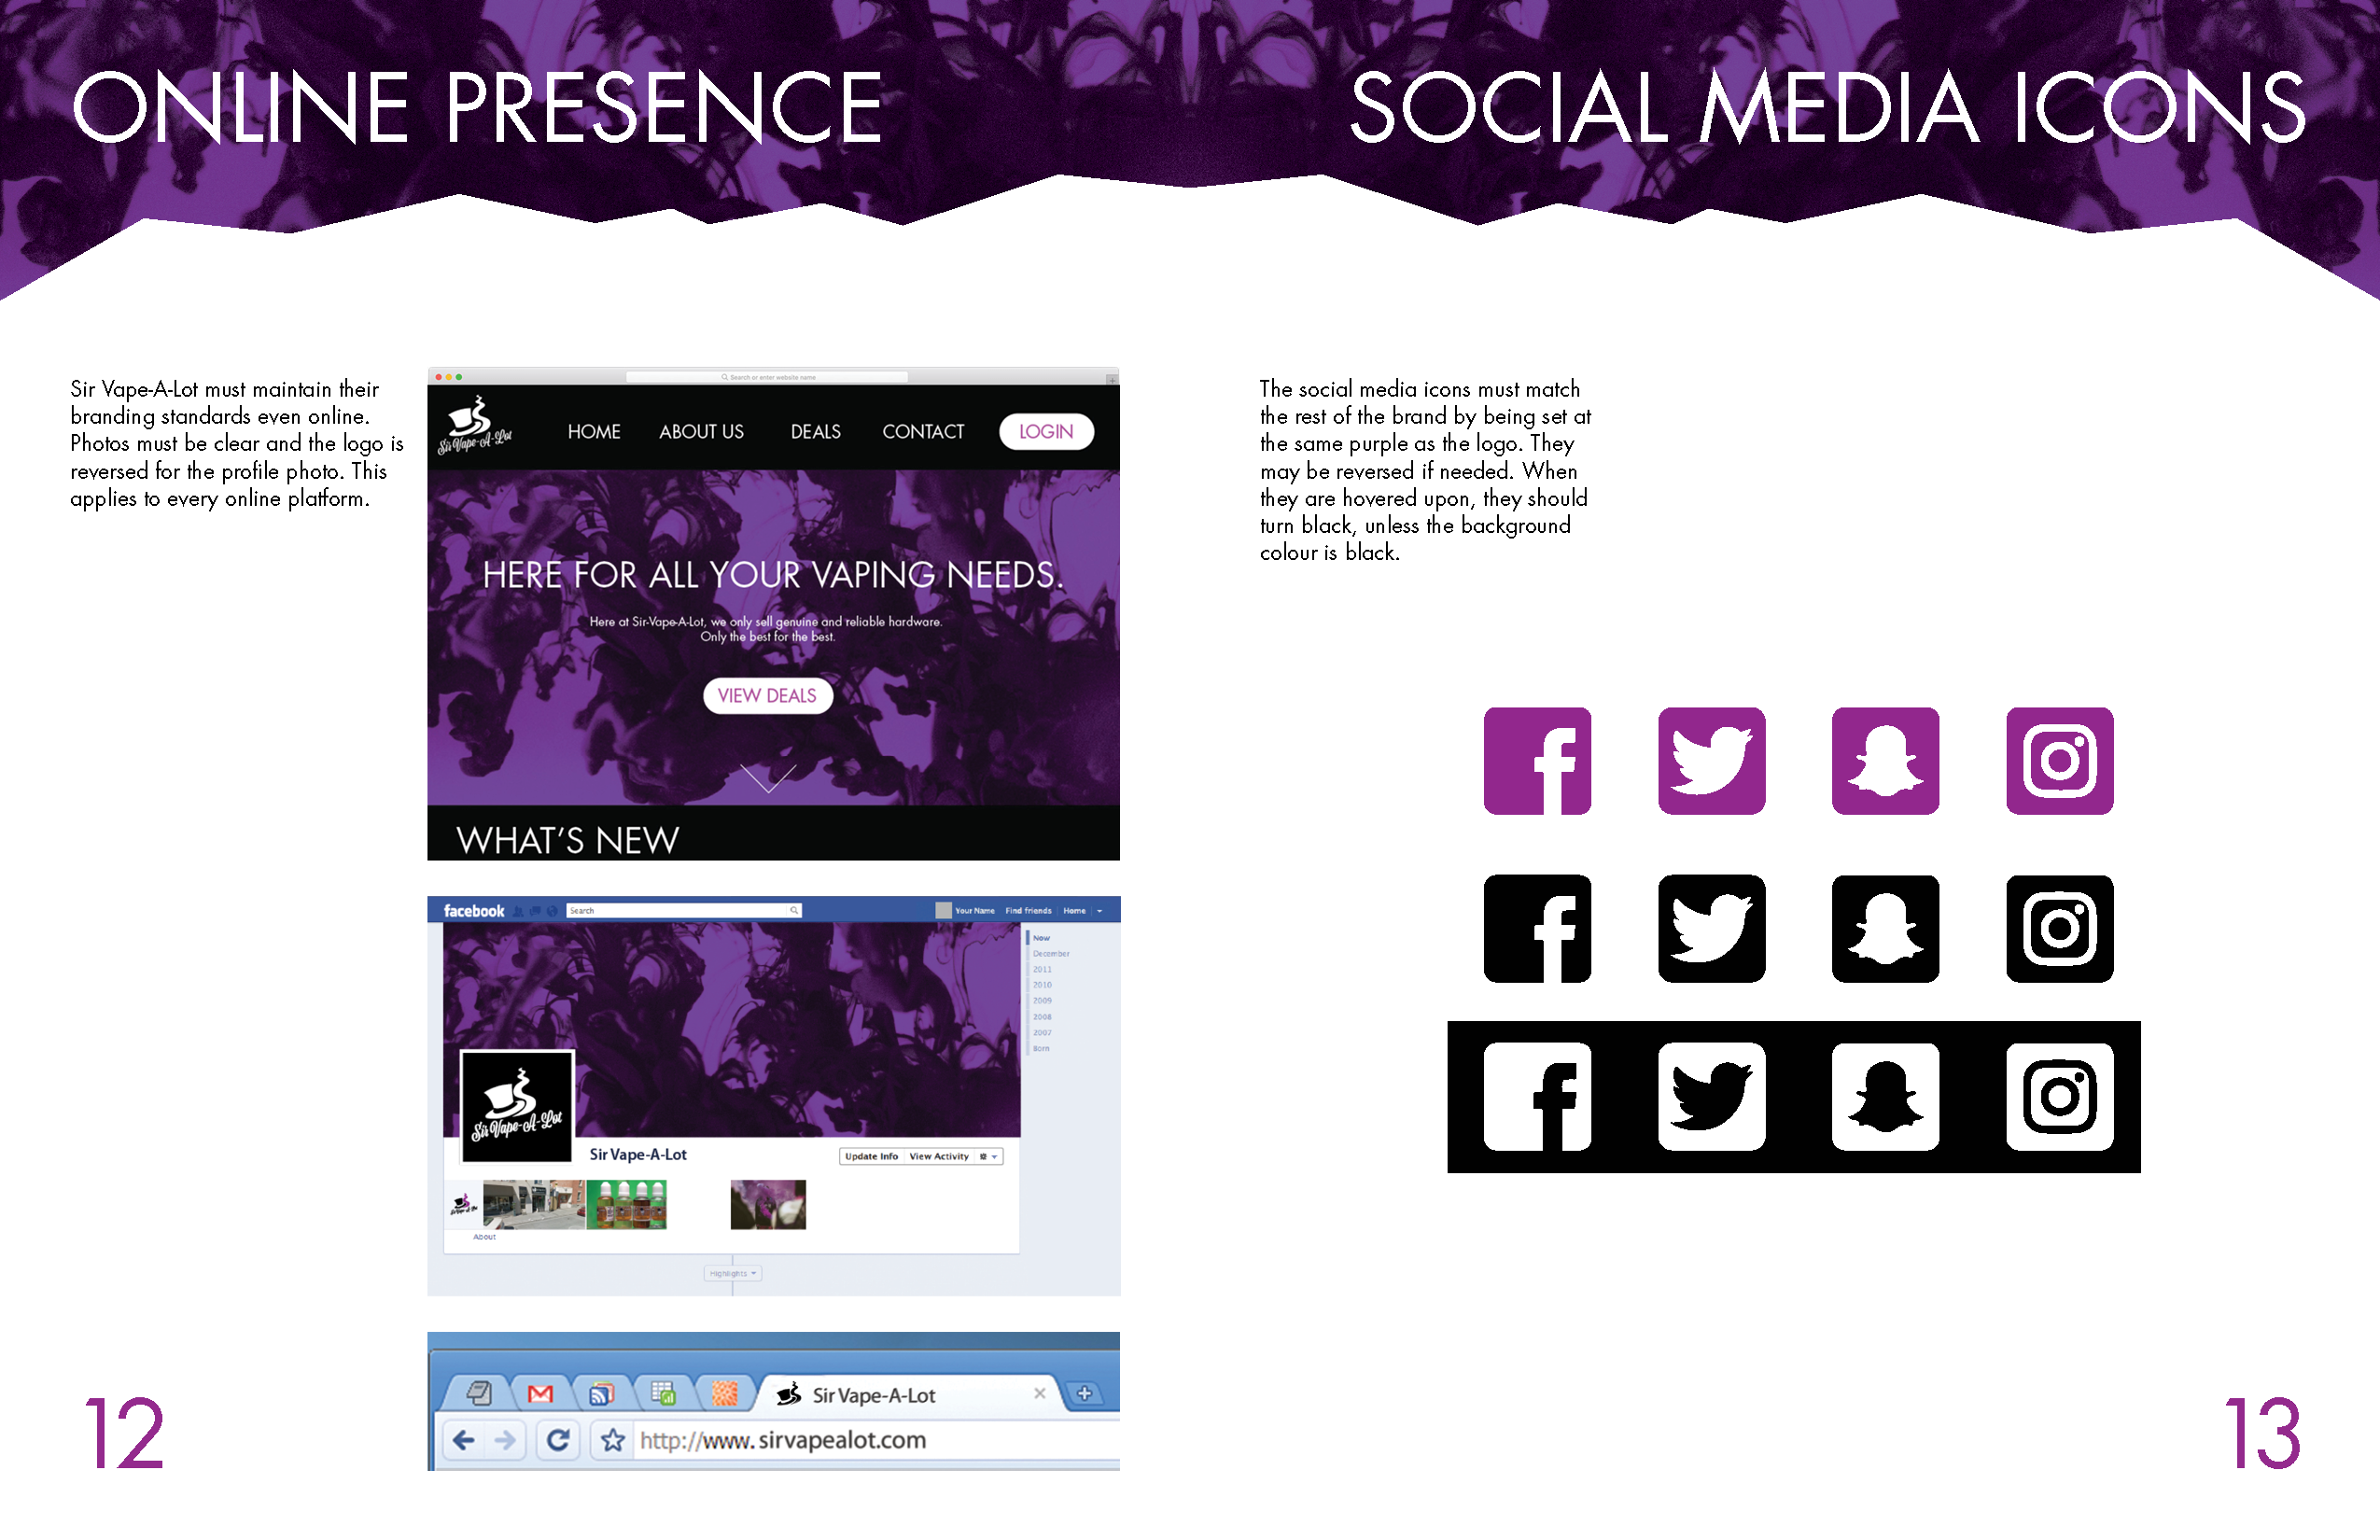 ONLINE PRESENCE
SOCIAL MEDIA ICONS
Sir Vape-A-Lot must maintain their
branding standards even online.
Photos must be clear and the logo is
reversed for the profile photo. This
applies to every online platform.
Search or enter website name
Sir Vape-A-Lot
HOME ABOUT US DEALS CONTACT LOGIN
HERE FOR ALL YOUR VAPING NEEDS.
Here at Sir-Vape-A-Lot, we only sell genuine and reliable hardware.
Only the best for the best.
VIEW DEALS
WHAT'S NEW
facebook Search Your Name Find friends Home
Now
December
2011
2010
2009
2008
2007
Born
Sir Vape-A-Lot
Sir Vape-A-Lot
Update Info View Activity
About
Highlights
Sir Vape-A-Lot
http://www.sirvapealot.com
12
The social media icons must match
the rest of the brand by being set at
the same purple as the logo. They
may be reversed if needed. When
they are hovered upon, they should
turn black, unless the background
colour is black.
13